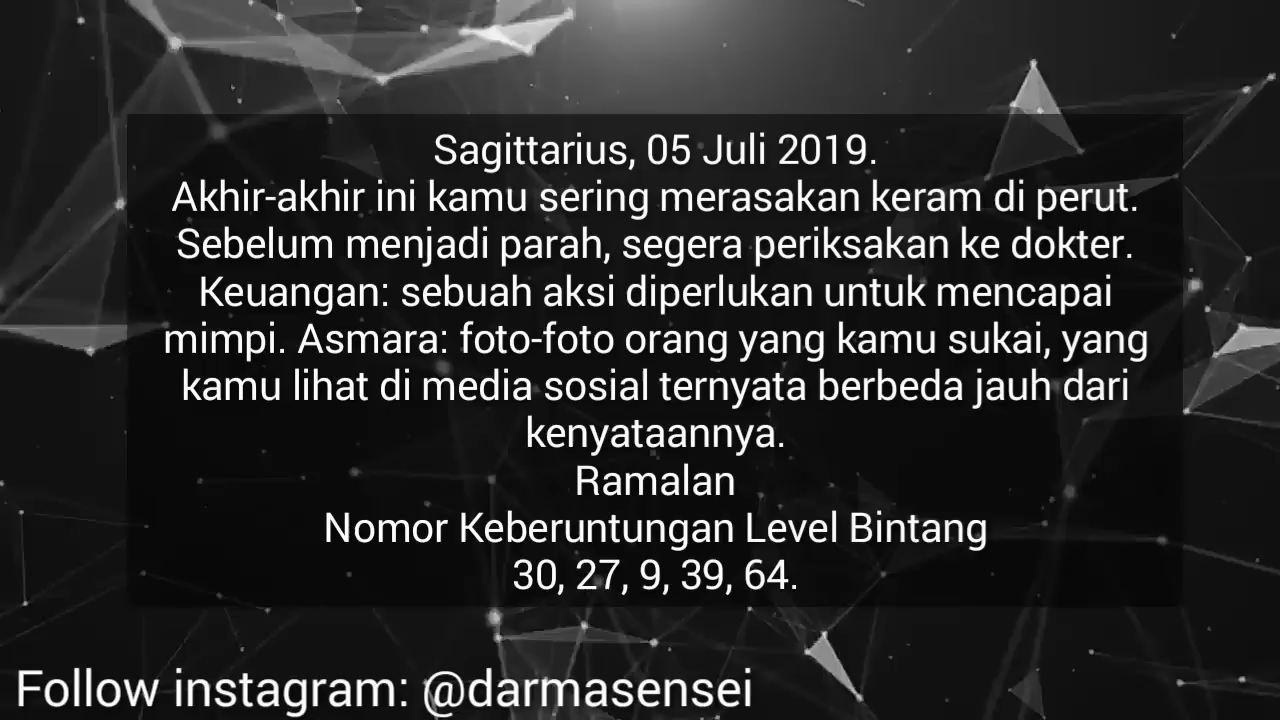 Sagittarius, 05 Juli 2019.
Akhir-akhir ini kamu sering merasakan keram di perut.
Sebelum menjadi parah, segera periksakan ke dokter.
Keuangan: sebuah aksi diperlukan untuk mencapai
mimpi. Asmara: foto-foto orang yang kamu sukai, yang
kamu lihat di media sosial ternyata berbeda jauh dari
kenyataannya.
Ramalan
Nomor Keberuntungan Level Bintang
30, 27, 9, 39, 64.
Follow instagram: @darmasensei